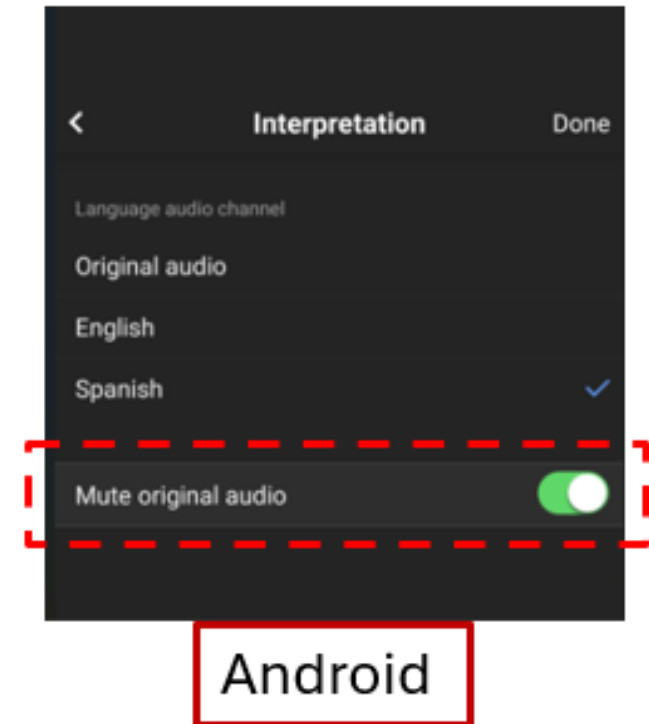 Interpretation Done
Language audio channel
Original audio
English
Spanish
Mute original audio
Android